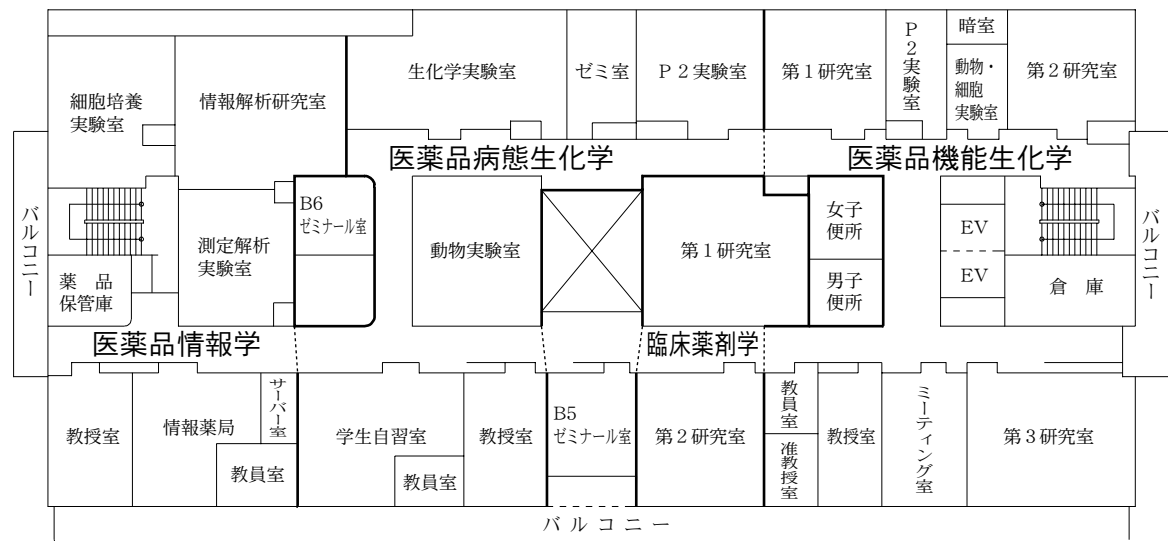 細胞培養
実験室
情報解析研究室
生化学実験室
ゼミ室
P2実験室
第1研究室
P2実験室
暗室
動物・
細胞
実験室
第2研究室
医薬品病態生化学
医薬品機能生化学
バルコニー
薬 品
保管庫
測定解析
実験室
B6
ゼミナール室
動物実験室
第1研究室
女子
便所
男子
便所
EV
EV
倉 庫
バルコニー
医薬品情報学
臨床薬剤学
教授室
情報薬局
サーバー室
教員室
学生自習室
教員室
教授室
B5
ゼミナール室
第2研究室
教員室
准教授室
教授室
ミーティング室
第3研究室
バルコニー